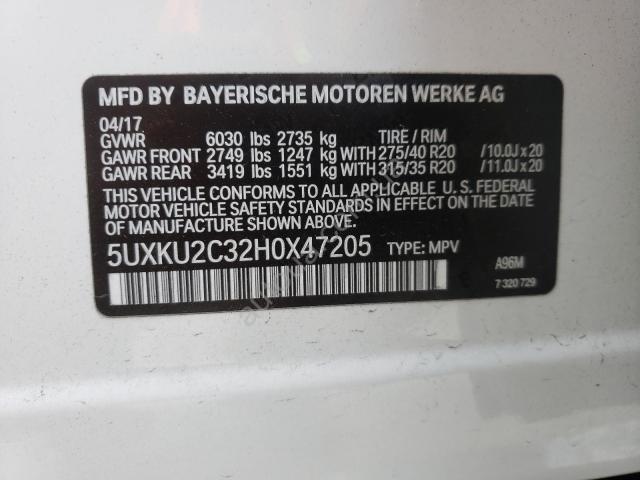 MFD BY BAYERISCHE MOTOREN WERKE AG
04/17
GVWR 6030 lbs 2735 kg TIRE / RIM
GAWR FRONT 2749 lbs 1247 kg WITH 275/40 R20 /10.0J x 20
GAWR REAR 3419 lbs 1551 kg WITH 315/35 R20 /11.0J x 20
THIS VEHICLE CONFORMS TO ALL APPLICABLE U. S. FEDERAL
MOTOR VEHICLE SAFETY STANDARDS IN EFFECT ON THE DATE
OF MANUFACTURE SHOWN ABOVE.
5UXKU2C32H0X47205 TYPE: MPV A96M
7 320 729